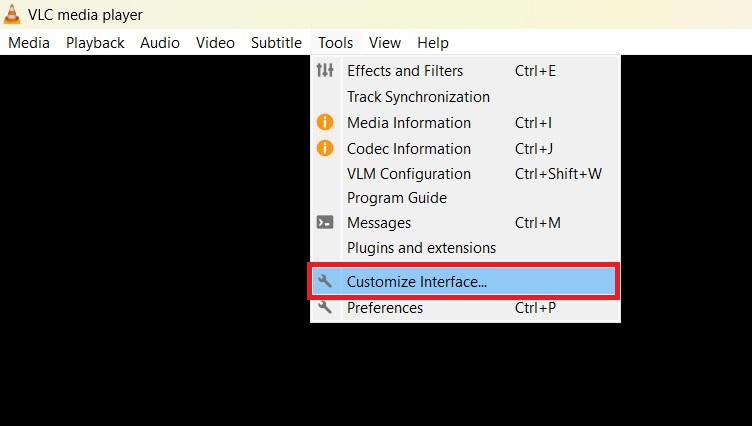 VLC media player
Media Playback Audio Video Subtitle Tools View Help
Effects and Filters Ctrl+E
Track Synchronization
Media Information Ctrl+I
Codec Information Ctrl+J
VLM Configuration Ctrl+Shift+W
Program Guide
Messages Ctrl+M
Plugins and extensions
Customize Interface...
Preferences Ctrl+P